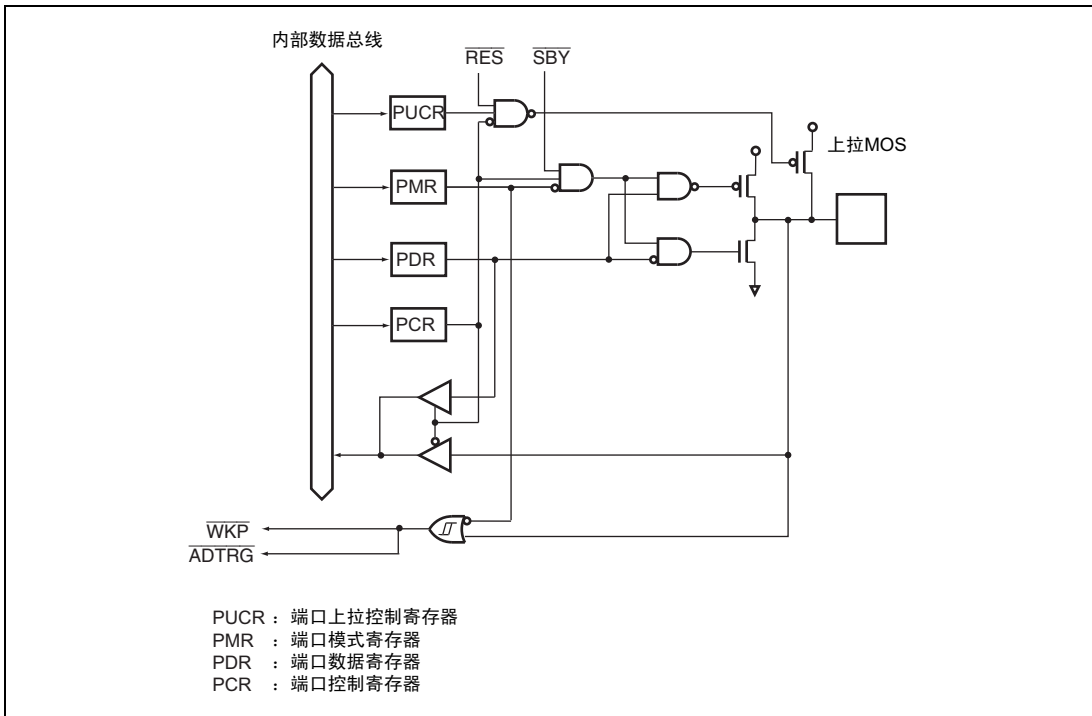 内部数据总线
RES
SBY
PUCR
上拉MOS
PMR
PDR
PCR
WKP
ADTRG
PUCR : 端口上拉控制寄存器
PMR : 端口模式寄存器
PDR : 端口数据寄存器
PCR : 端口控制寄存器